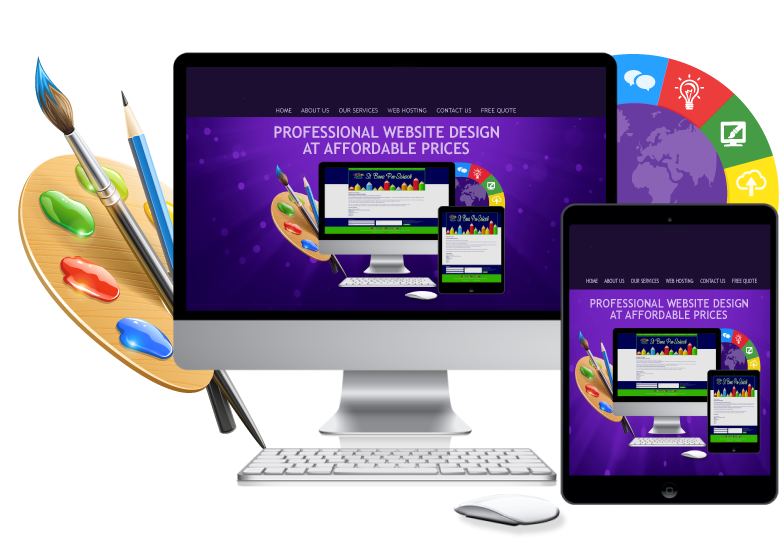 HOME ABOUT US OUR SERVICES WEB HOSTING CONTACT US FREE QUOTE
PROFESSIONAL WEBSITE DESIGN
AT AFFORDABLE PRICES
HOME ABOUT US OUR SERVICES WEB HOSTING CONTACT US FREE QUOTE
PROFESSIONAL WEBSITE DESIGN
AT AFFORDABLE PRICES